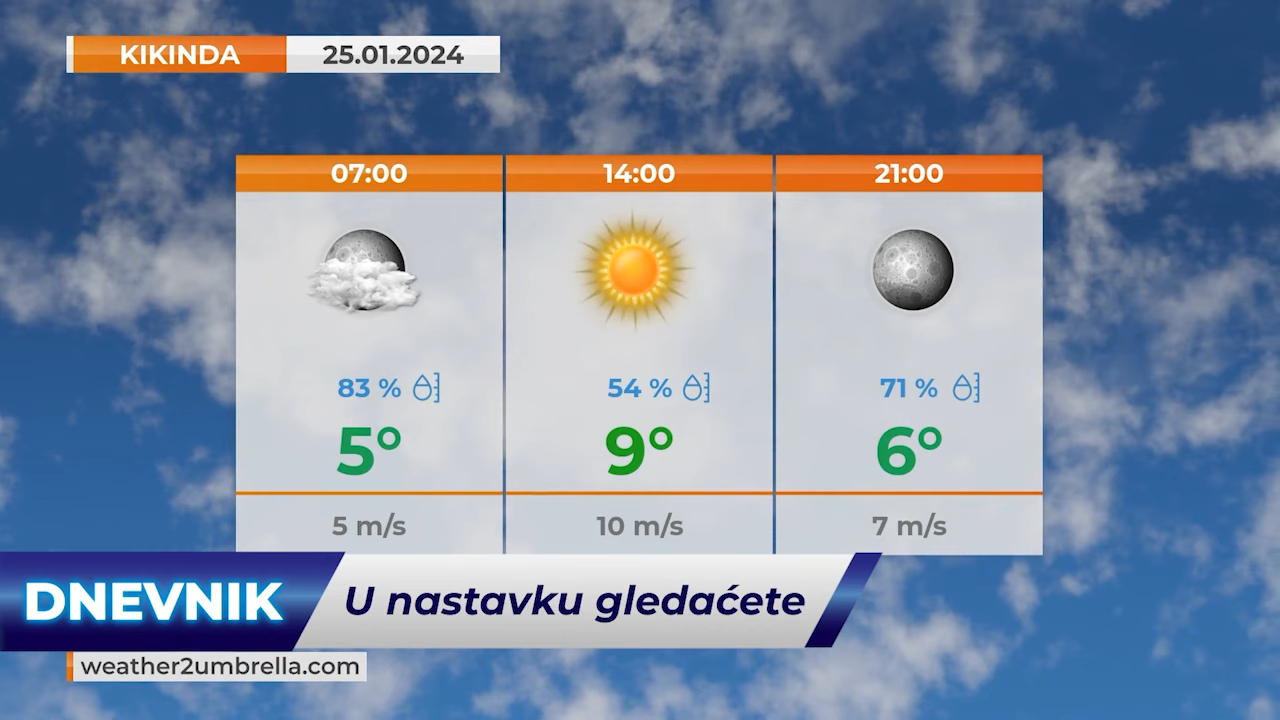 KIKINDA 25.01.2024
07:00 14:00 21:00
83 % 54 % 71 %
5° 9° 6°
5 m/s 10 m/s 7 m/s
DNEVNIK U nastavku gledaćete
weather2umbrella.com